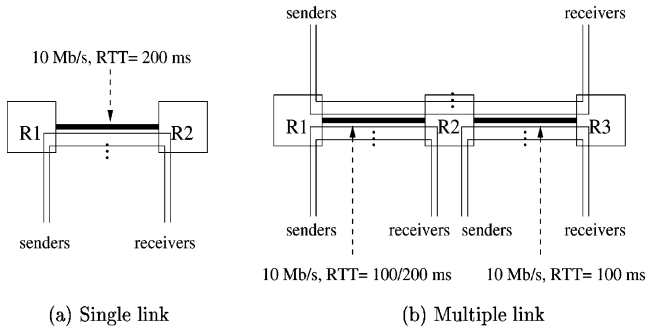 senders
receivers
10 Mb/s, RTT= 200 ms
R1
R2
R1
R2
R3
senders
receivers
senders
receivers
senders
receivers
10 Mb/s, RTT= 100/200 ms
10 Mb/s, RTT= 100 ms
(a) Single link
(b) Multiple link